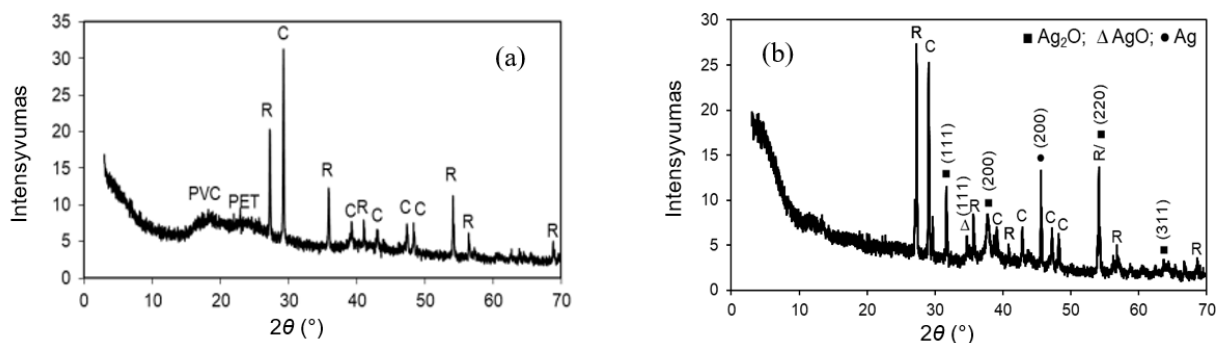 (a)
Intensyvumas
35
30
25
20
15
10
5
0
PVC
PET
R
C
R
C
R
C
C
C
R
R
R
0
10
20
30
40
50
60
70
2θ (°)
(b)
■ Ag₂O; Δ AgO; ● Ag
Intensyvumas
30
25
20
15
10
5
0
R
C
■ (111)
Δ (111)
R
■ (200)
C
R
C
● (200)
C
C
R/ ■ (220)
R
■ (311)
R
0
10
20
30
40
50
60
70
2θ (°)